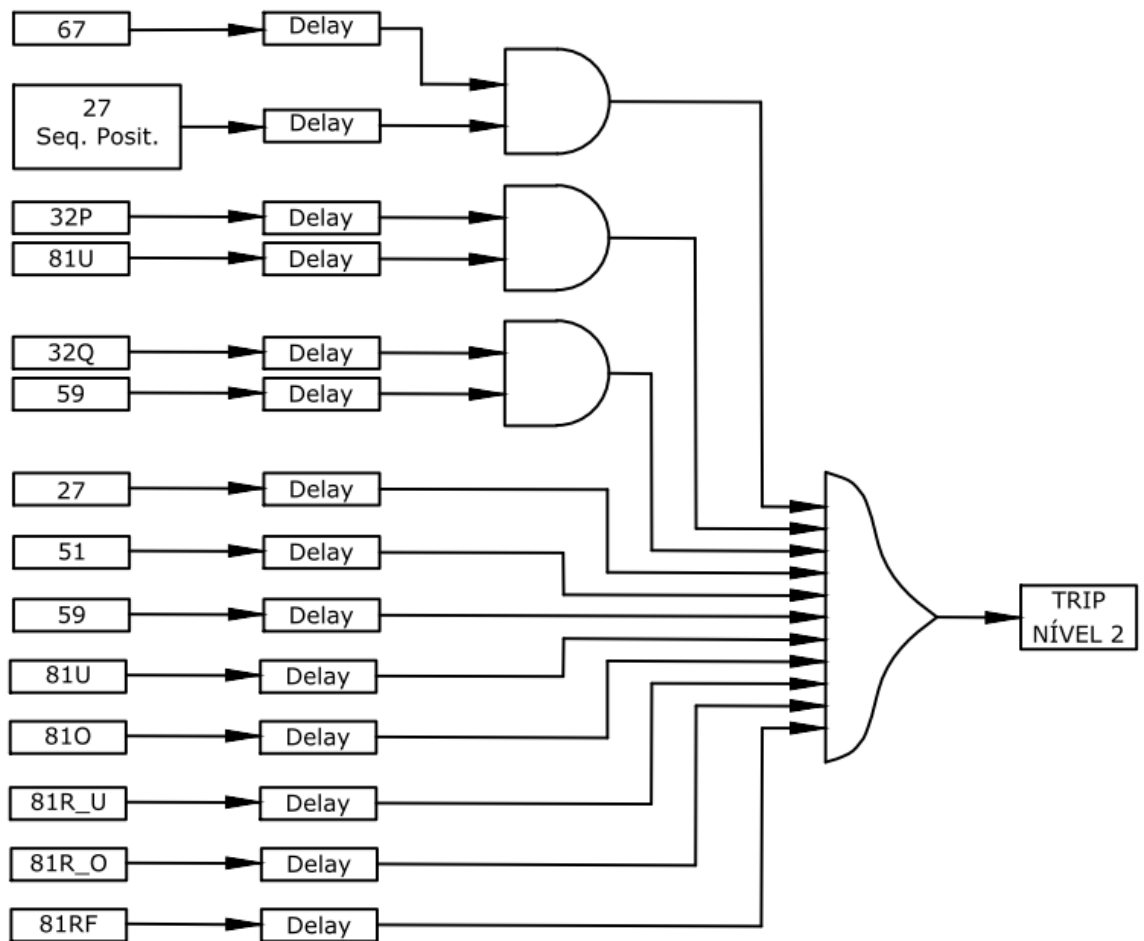 67
Delay
27
Seq. Posit.
Delay
32P
Delay
81U
Delay
32Q
Delay
59
Delay
27
Delay
51
Delay
59
Delay
81U
Delay
81O
Delay
81R_U
Delay
81R_O
Delay
81RF
Delay
TRIP
NÍVEL 2